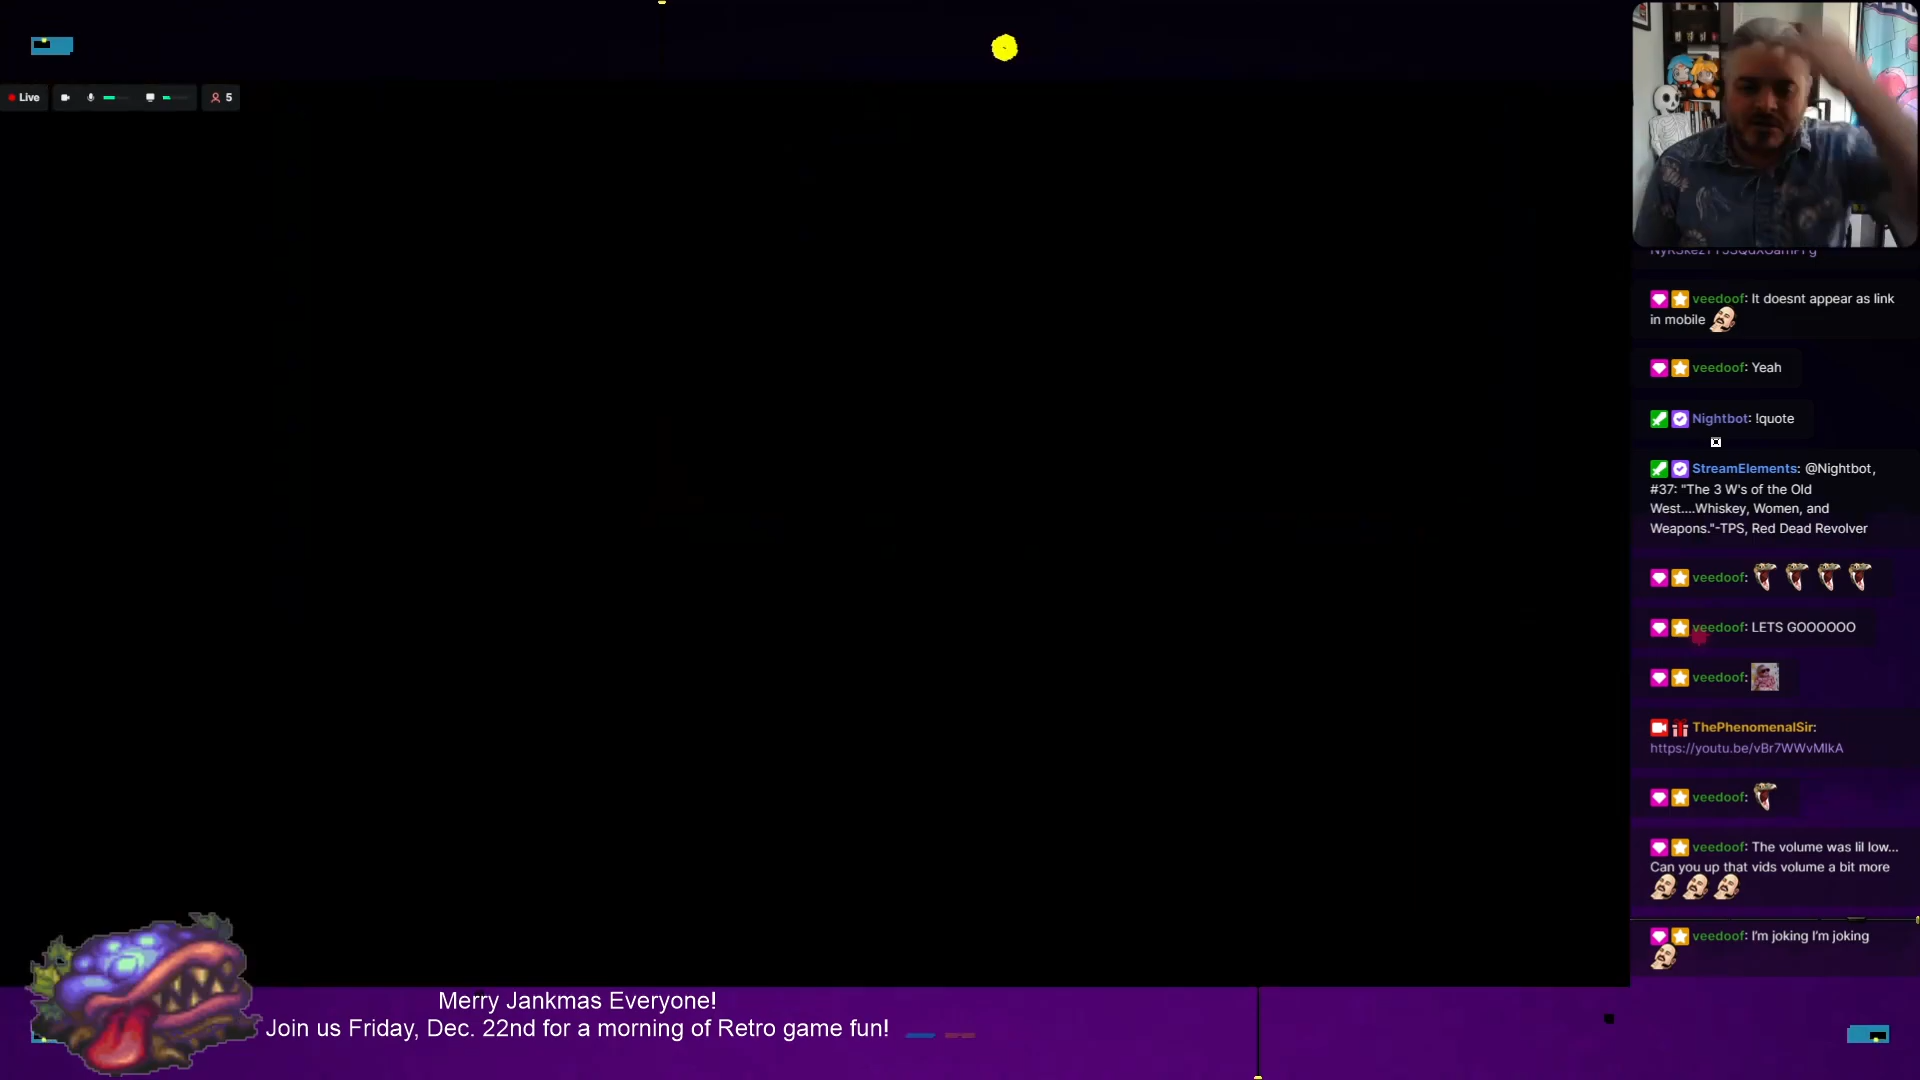 Live
5
veedoof: It doesnt appear as link
in mobile
veedoof: Yeah
Nightbot: !quote
StreamElements: @Nightbot,
#37: "The 3 W's of the Old
West....Whiskey, Women, and
Weapons."-TPS, Red Dead Revolver
veedoof:
veedoof: LETS GOOOOOO
veedoof:
ThePhenomenalSir:
https://youtu.be/vBr7WWvMlkA
veedoof:
veedoof: The volume was lil low...
Can you up that vids volume a bit more
veedoof: I'm joking I'm joking
Merry Jankmas Everyone!
Join us Friday, Dec. 22nd for a morning of Retro game fun!